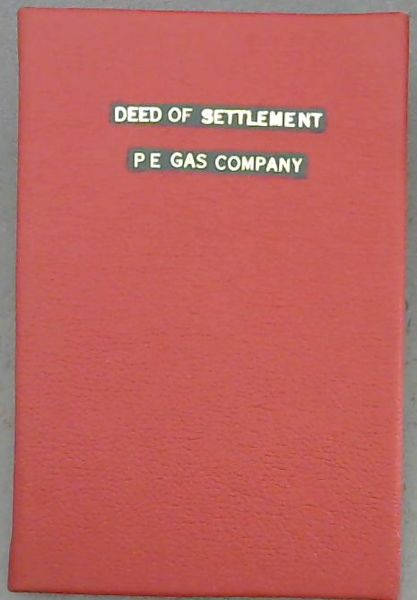 DEED OF SETTLEMENT
P E GAS COMPANY